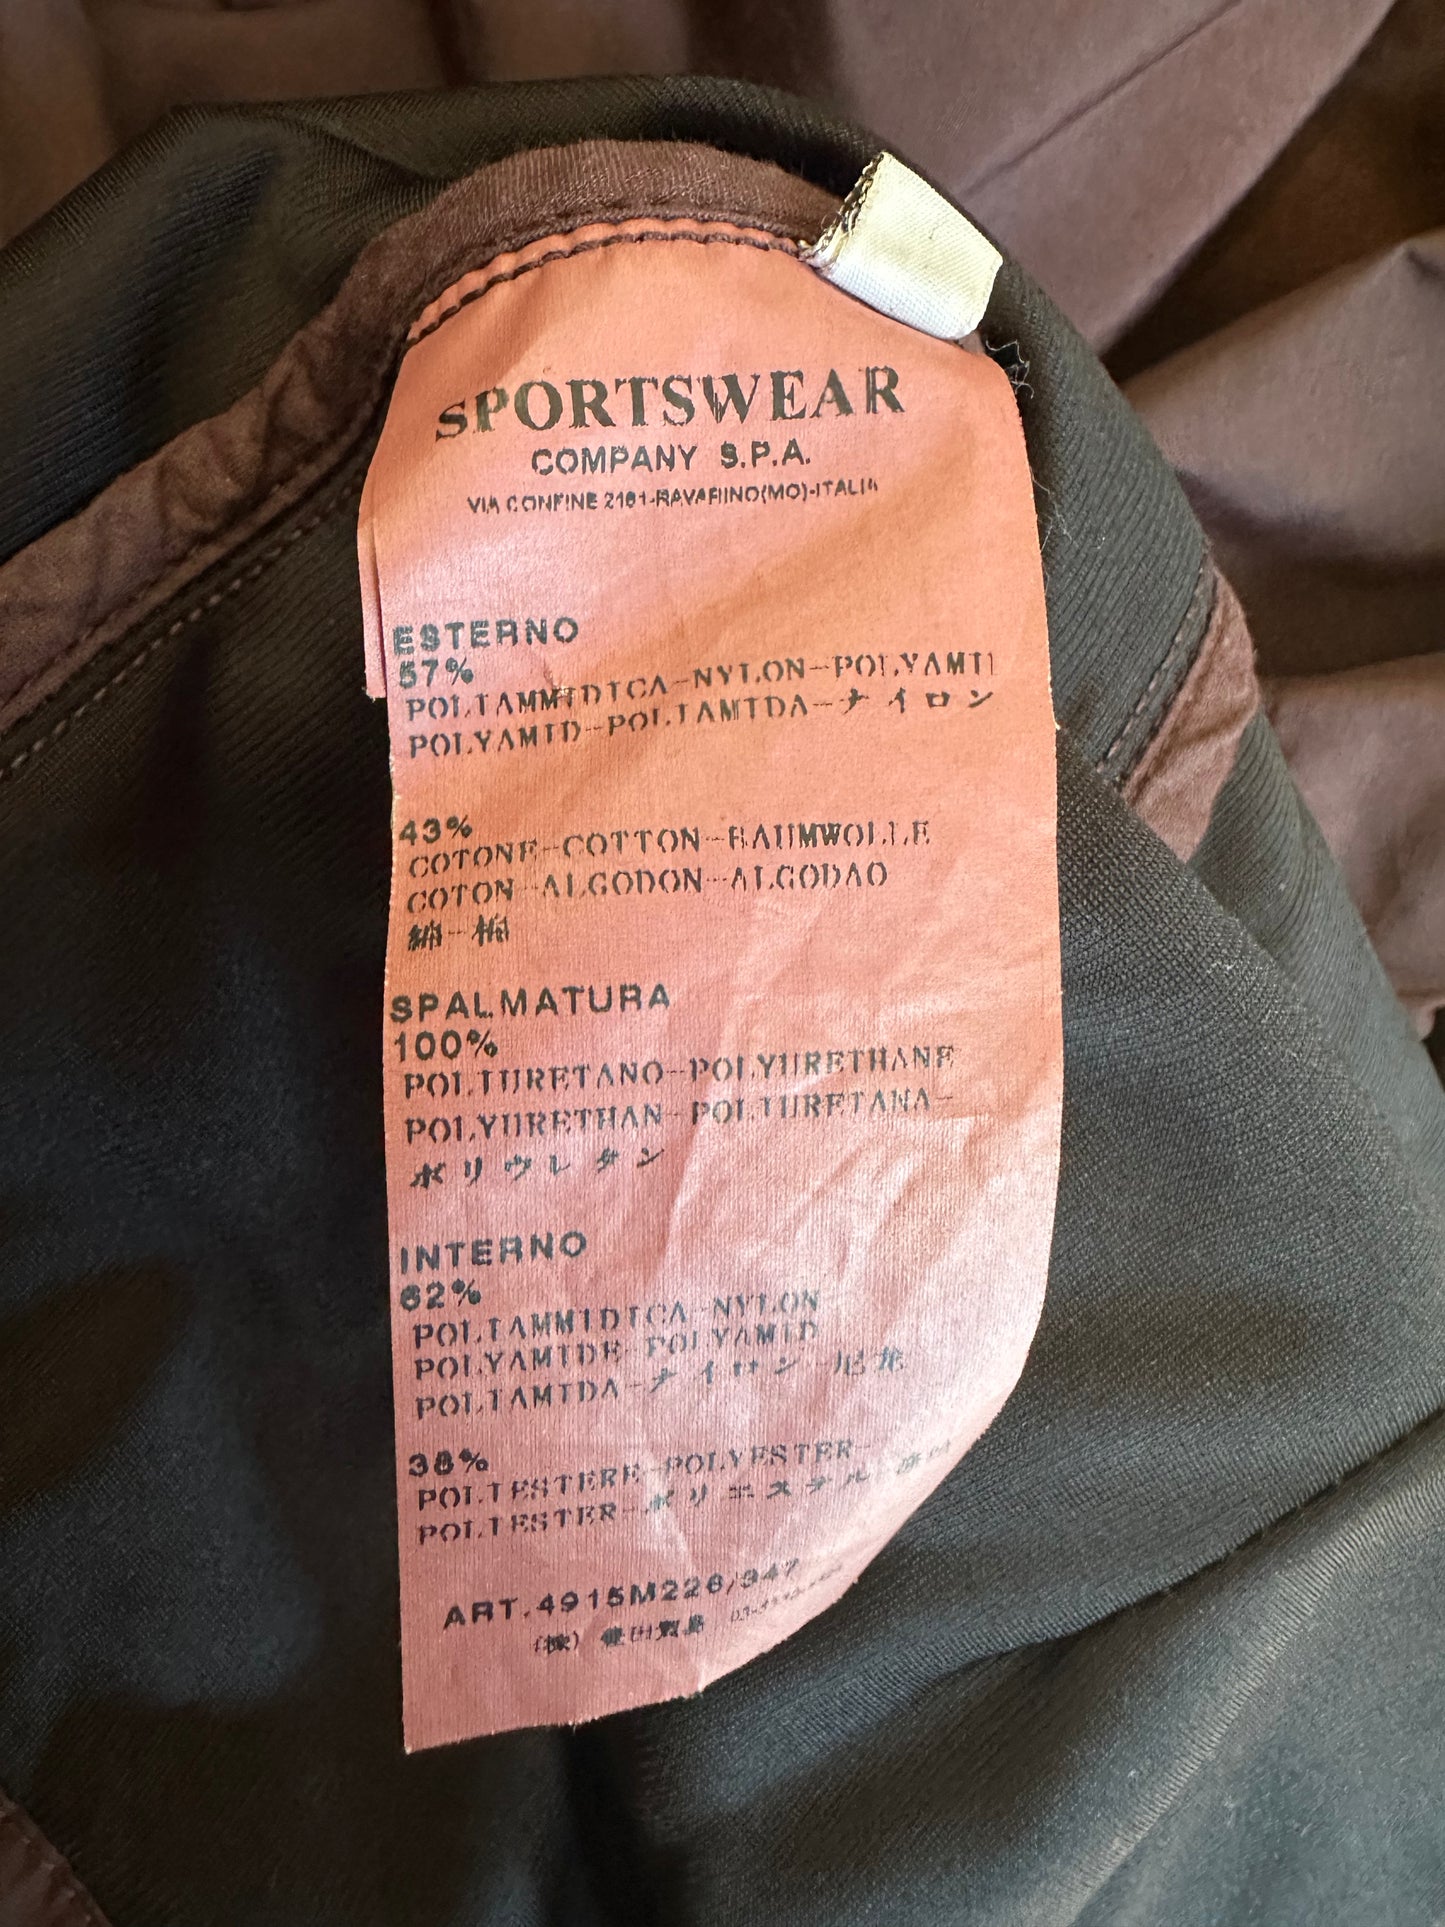 SPORTSWEAR
COMPANY S.P.A.
VIA CONFINE 2161-RAVARINO(MO)-ITALIA
ESTERNO
57%
POLIAMMIDICA-NYLON-POLYAMII
POLYAMID-POLIAMIDA-ナイロン
43%
COTONE-COTTON-BAUMWOLLE
COTON-ALGODON-ALGODAO
綿-棉
SPALMATURA
100%
POLIURETANO-POLYURETHANE
POLYURETHAN-POLIURETANA-
ポリウレタン
INTERNO
62%
POLIAMMIDICA-NYLON
POLYAMIDE-POLYAMID
POLIAMIDA-ナイロン-尼龙
38%
POLIESTERE-POLYESTER-
POLIESTER-ポリエステル
ART.4915M226/347
(株)